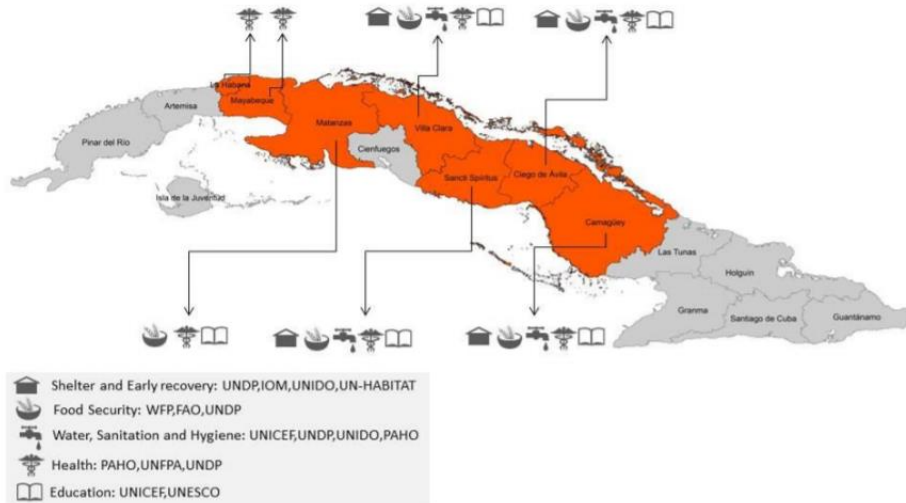 La Habana
Mayabeque
Artemisa
Matanzas
Villa Clara
Pinar del Río
Cienfuegos
Sancti Spíritus
Ciego de Ávila
Isla de la Juventud
Camagüey
Las Tunas
Holguín
Granma
Santiago de Cuba
Guantánamo
Shelter and Early recovery: UNDP,IOM,UNIDO,UN-HABITAT
Food Security: WFP,FAO,UNDP
Water, Sanitation and Hygiene: UNICEF,UNDP,UNIDO,PAHO
Health: PAHO,UNFPA,UNDP
Education: UNICEF,UNESCO